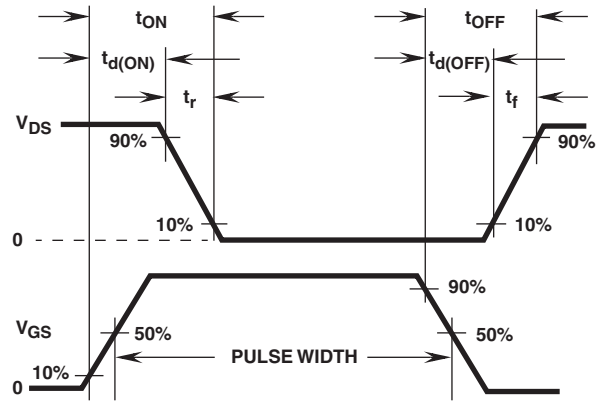 tON tOFF
td(ON) td(OFF)
tr tf
VDS
90% 90%
10% 10%
0
90%
VGS 50% 50%
PULSE WIDTH
10%
0